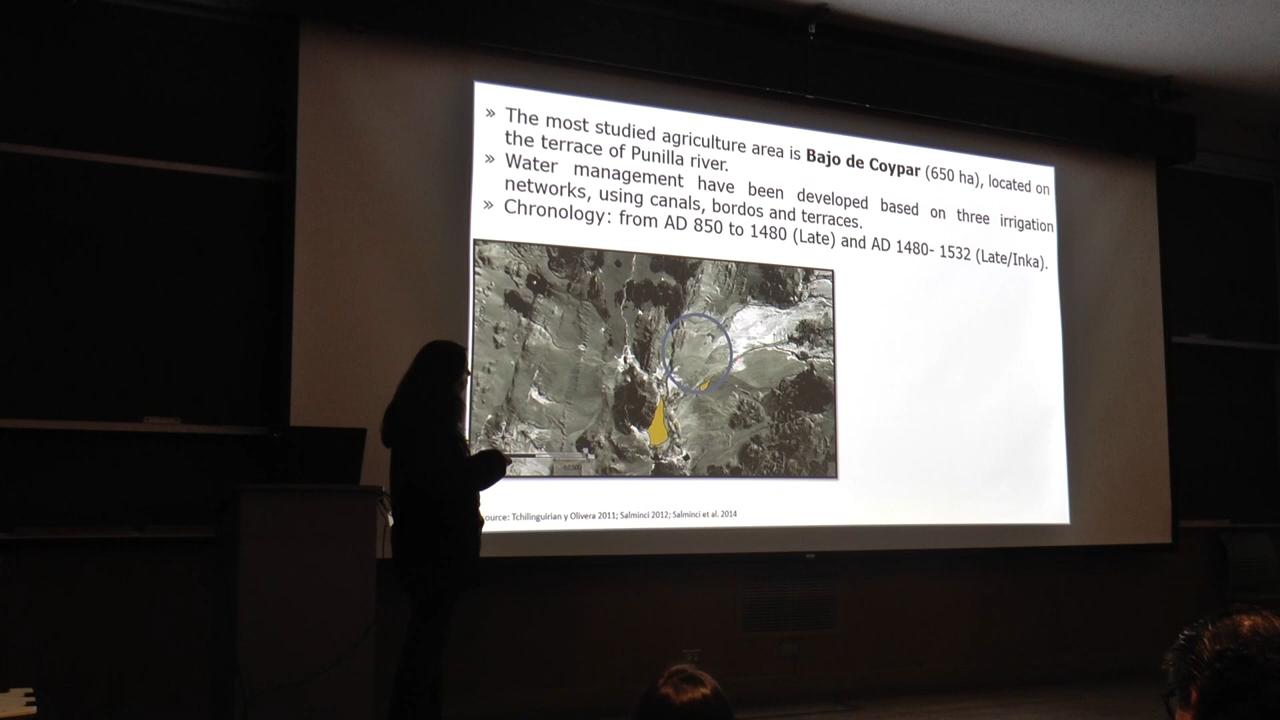 » The most studied agriculture area is Bajo de Coypar (650 ha), located on
the terrace of Punilla river.
» Water management have been developed based on three irrigation
networks, using canals, bordos and terraces.
» Chronology: from AD 850 to 1480 (Late) and AD 1480- 1532 (Late/Inka).
ource: Tchilinguirian y Olivera 2011; Salminci 2012; Salminci et al. 2014